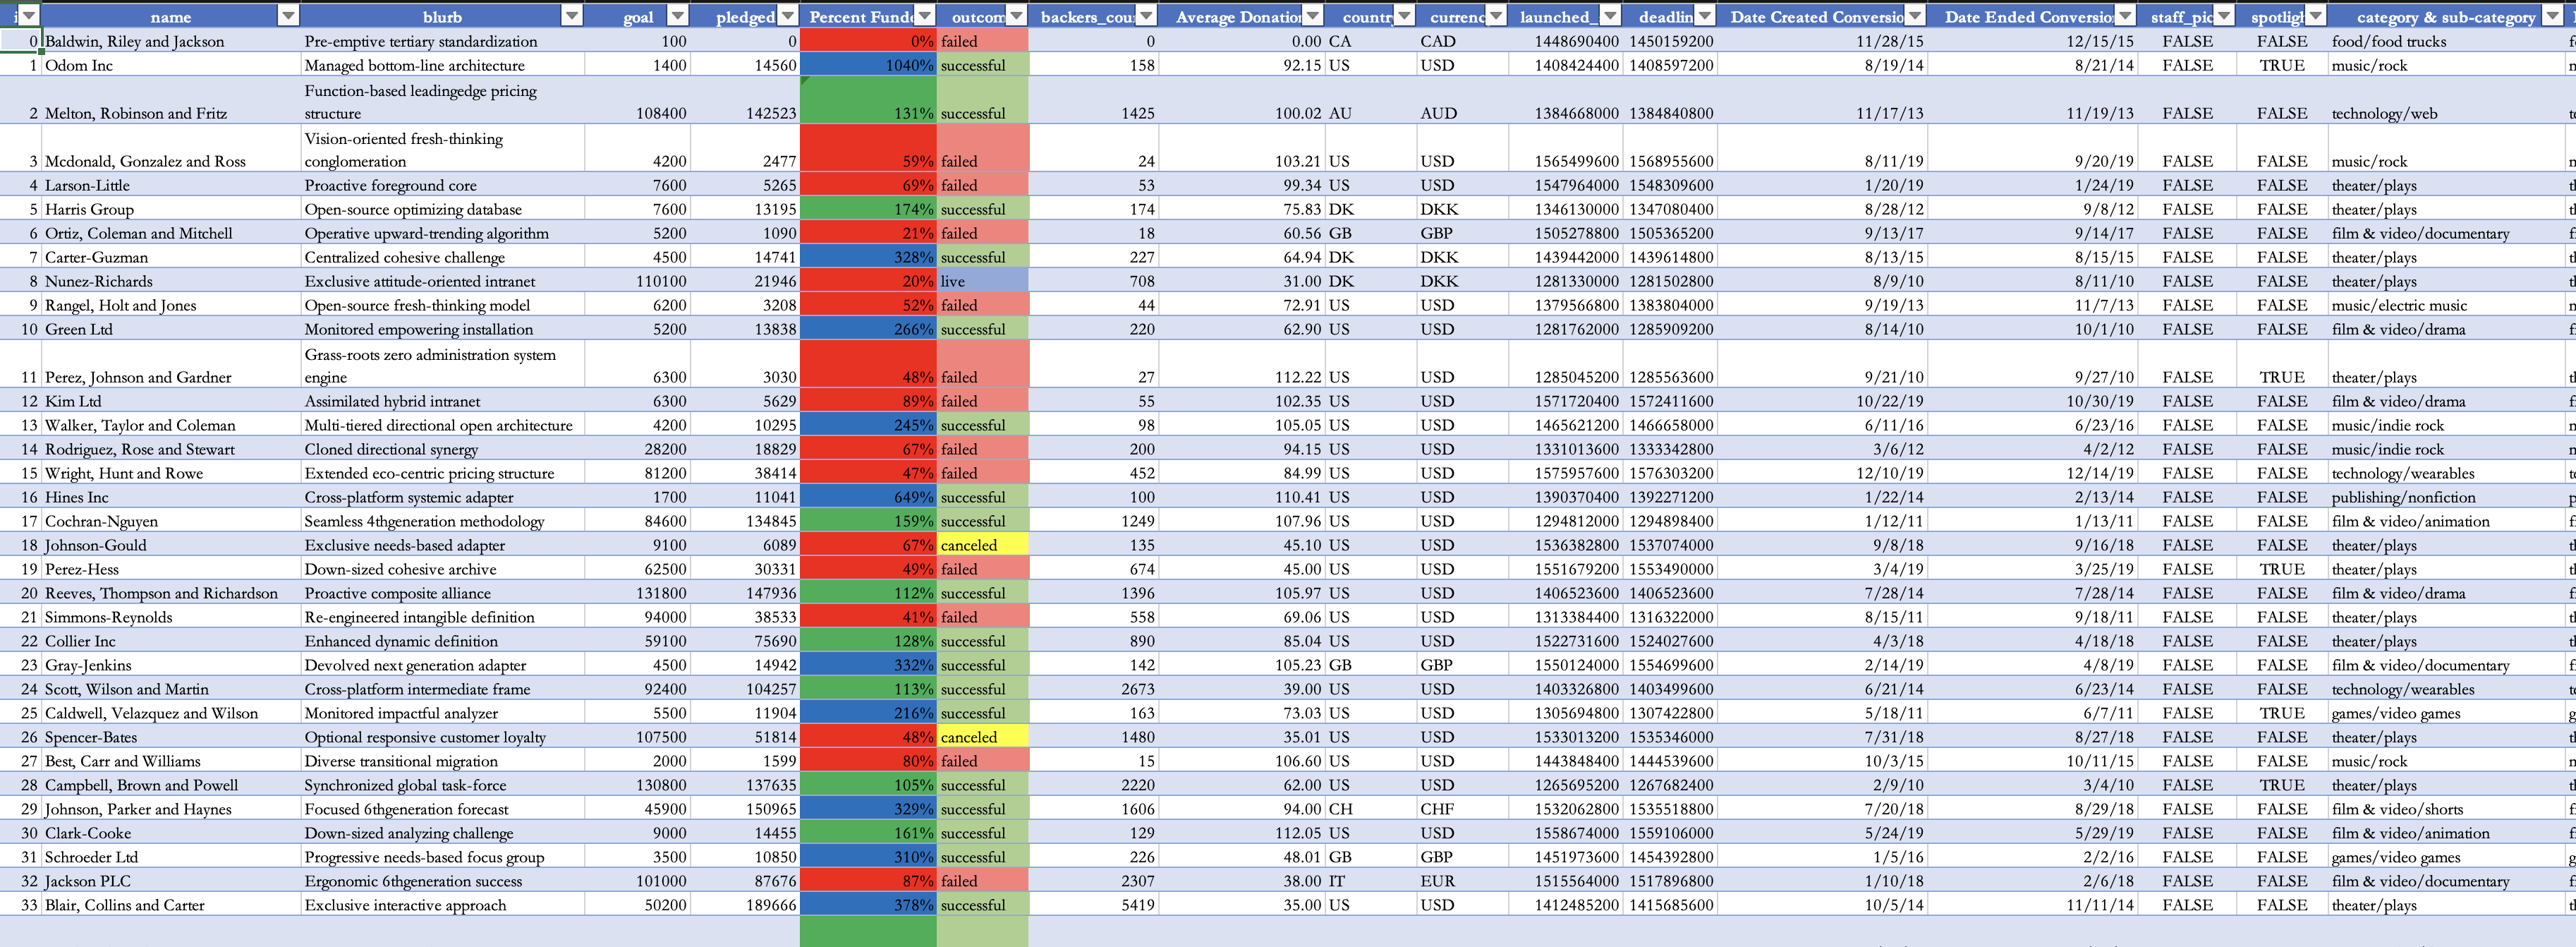 i name blurb goal pledged Percent Funde outcom backers_cou Average Donation country currenc launched_ deadlin Date Created Conversio Date Ended Conversio staff_pic spotlig category & sub-category
0 Baldwin, Riley and Jackson Pre-emptive tertiary standardization 100 0 0% failed 0 0.00 CA CAD 1448690400 1450159200 11/28/15 12/15/15 FALSE FALSE food/food trucks
1 Odom Inc Managed bottom-line architecture 1400 14560 1040% successful 158 92.15 US USD 1408424400 1408597200 8/19/14 8/21/14 FALSE TRUE music/rock
Function-based leadingedge pricing
2 Melton, Robinson and Fritz structure 108400 142523 131% successful 1425 100.02 AU AUD 1384668000 1384840800 11/17/13 11/19/13 FALSE FALSE technology/web
Vision-oriented fresh-thinking
3 Mcdonald, Gonzalez and Ross conglomeration 4200 2477 59% failed 24 103.21 US USD 1565499600 1568955600 8/11/19 9/20/19 FALSE FALSE music/rock
4 Larson-Little Proactive foreground core 7600 5265 69% failed 53 99.34 US USD 1547964000 1548309600 1/20/19 1/24/19 FALSE FALSE theater/plays
5 Harris Group Open-source optimizing database 7600 13195 174% successful 174 75.83 DK DKK 1346130000 1347080400 8/28/12 9/8/12 FALSE FALSE theater/plays
6 Ortiz, Coleman and Mitchell Operative upward-trending algorithm 5200 1090 21% failed 18 60.56 GB GBP 1505278800 1505365200 9/13/17 9/14/17 FALSE FALSE film & video/documentary
7 Carter-Guzman Centralized cohesive challenge 4500 14741 328% successful 227 64.94 DK DKK 1439442000 1439614800 8/13/15 8/15/15 FALSE FALSE theater/plays
8 Nunez-Richards Exclusive attitude-oriented intranet 110100 21946 20% live 708 31.00 DK DKK 1281330000 1281502800 8/9/10 8/11/10 FALSE FALSE theater/plays
9 Rangel, Holt and Jones Open-source fresh-thinking model 6200 3208 52% failed 44 72.91 US USD 1379566800 1383804000 9/19/13 11/7/13 FALSE FALSE music/electric music
10 Green Ltd Monitored empowering installation 5200 13838 266% successful 220 62.90 US USD 1281762000 1285909200 8/14/10 10/1/10 FALSE FALSE film & video/drama
Grass-roots zero administration system
11 Perez, Johnson and Gardner engine 6300 3030 48% failed 27 112.22 US USD 1285045200 1285563600 9/21/10 9/27/10 FALSE TRUE theater/plays
12 Kim Ltd Assimilated hybrid intranet 6300 5629 89% failed 55 102.35 US USD 1571720400 1572411600 10/22/19 10/30/19 FALSE FALSE film & video/drama
13 Walker, Taylor and Coleman Multi-tiered directional open architecture 4200 10295 245% successful 98 105.05 US USD 1465621200 1466658000 6/11/16 6/23/16 FALSE FALSE music/indie rock
14 Rodriguez, Rose and Stewart Cloned directional synergy 28200 18829 67% failed 200 94.15 US USD 1331013600 1333342800 3/6/12 4/2/12 FALSE FALSE music/indie rock
15 Wright, Hunt and Rowe Extended eco-centric pricing structure 81200 38414 47% failed 452 84.99 US USD 1575957600 1576303200 12/10/19 12/14/19 FALSE FALSE technology/wearables
16 Hines Inc Cross-platform systemic adapter 1700 11041 649% successful 100 110.41 US USD 1390370400 1392271200 1/22/14 2/13/14 FALSE FALSE publishing/nonfiction
17 Cochran-Nguyen Seamless 4thgeneration methodology 84600 134845 159% successful 1249 107.96 US USD 1294812000 1294898400 1/12/11 1/13/11 FALSE FALSE film & video/animation
18 Johnson-Gould Exclusive needs-based adapter 9100 6089 67% canceled 135 45.10 US USD 1536382800 1537074000 9/8/18 9/16/18 FALSE FALSE theater/plays
19 Perez-Hess Down-sized cohesive archive 62500 30331 49% failed 674 45.00 US USD 1551679200 1553490000 3/4/19 3/25/19 FALSE TRUE theater/plays
20 Reeves, Thompson and Richardson Proactive composite alliance 131800 147936 112% successful 1396 105.97 US USD 1406523600 1406523600 7/28/14 7/28/14 FALSE FALSE film & video/drama
21 Simmons-Reynolds Re-engineered intangible definition 94000 38533 41% failed 558 69.06 US USD 1313384400 1316322000 8/15/11 9/18/11 FALSE FALSE theater/plays
22 Collier Inc Enhanced dynamic definition 59100 75690 128% successful 890 85.04 US USD 1522731600 1524027600 4/3/18 4/18/18 FALSE FALSE theater/plays
23 Gray-Jenkins Devolved next generation adapter 4500 14942 332% successful 142 105.23 GB GBP 1550124000 1554699600 2/14/19 4/8/19 FALSE FALSE film & video/documentary
24 Scott, Wilson and Martin Cross-platform intermediate frame 92400 104257 113% successful 2673 39.00 US USD 1403326800 1403499600 6/21/14 6/23/14 FALSE FALSE technology/wearables
25 Caldwell, Velazquez and Wilson Monitored impactful analyzer 5500 11904 216% successful 163 73.03 US USD 1305694800 1307422800 5/18/11 6/7/11 FALSE TRUE games/video games
26 Spencer-Bates Optional responsive customer loyalty 107500 51814 48% canceled 1480 35.01 US USD 1533013200 1535346000 7/31/18 8/27/18 FALSE FALSE theater/plays
27 Best, Carr and Williams Diverse transitional migration 2000 1599 80% failed 15 106.60 US USD 1443848400 1444539600 10/3/15 10/11/15 FALSE FALSE music/rock
28 Campbell, Brown and Powell Synchronized global task-force 130800 137635 105% successful 2220 62.00 US USD 1265695200 1267682400 2/9/10 3/4/10 FALSE TRUE theater/plays
29 Johnson, Parker and Haynes Focused 6thgeneration forecast 45900 150965 329% successful 1606 94.00 CH CHF 1532062800 1535518800 7/20/18 8/29/18 FALSE FALSE film & video/shorts
30 Clark-Cooke Down-sized analyzing challenge 9000 14455 161% successful 129 112.05 US USD 1558674000 1559106000 5/24/19 5/29/19 FALSE FALSE film & video/animation
31 Schroeder Ltd Progressive needs-based focus group 3500 10850 310% successful 226 48.01 GB GBP 1451973600 1454392800 1/5/16 2/2/16 FALSE FALSE games/video games
32 Jackson PLC Ergonomic 6thgeneration success 101000 87676 87% failed 2307 38.00 IT EUR 1515564000 1517896800 1/10/18 2/6/18 FALSE FALSE film & video/documentary
33 Blair, Collins and Carter Exclusive interactive approach 50200 189666 378% successful 5419 35.00 US USD 1412485200 1415685600 10/5/14 11/11/14 FALSE FALSE theater/plays